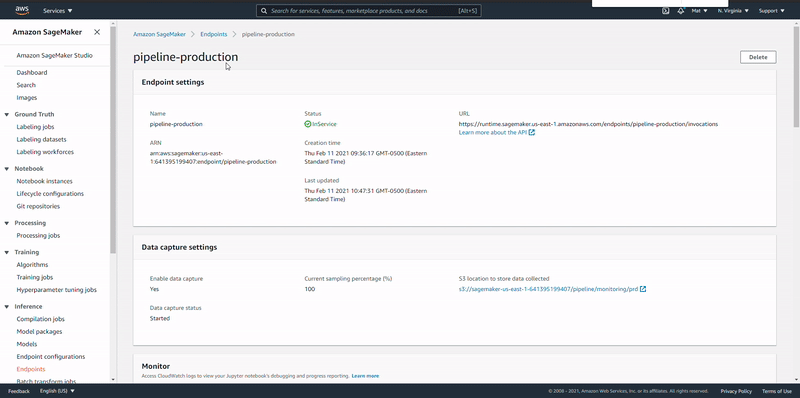 aws
Services
Search for services, features, marketplace products, and docs
[Alt+S]
Mat
N. Virginia
Support
Amazon SageMaker
Amazon SageMaker Studio
Dashboard
Search
Images
Ground Truth
Labeling jobs
Labeling datasets
Labeling workforces
Notebook
Notebook instances
Lifecycle configurations
Git repositories
Processing
Processing jobs
Training
Algorithms
Training jobs
Hyperparameter tuning jobs
Inference
Compilation jobs
Model packages
Models
Endpoint configurations
Endpoints
Batch transform jobs
Amazon SageMaker > Endpoints > pipeline-production
pipeline-production
Delete
Endpoint settings
Name
pipeline-production
ARN
arn:aws:sagemaker:us-east-
1:641395199407:endpoint/pipeline-production
Status
InService
Creation time
Thu Feb 11 2021 09:36:17 GMT-0500 (Eastern
Standard Time)
Last updated
Thu Feb 11 2021 10:47:31 GMT-0500 (Eastern
Standard Time)
URL
https://runtime.sagemaker.us-east-1.amazonaws.com/endpoints/pipeline-production/invocations
Learn more about the API
Data capture settings
Enable data capture
Yes
Data capture status
Started
Current sampling percentage (%)
100
S3 location to store data collected
s3://sagemaker-us-east-1-641395199407/pipeline/monitoring/prd
Monitor
Access CloudWatch logs to view your Jupyter notebook's debugging and progress reporting. Learn more
Feedback
English (US)
© 2008 - 2021, Amazon Web Services, Inc. or its affiliates. All rights reserved.
Privacy Policy
Terms of Use